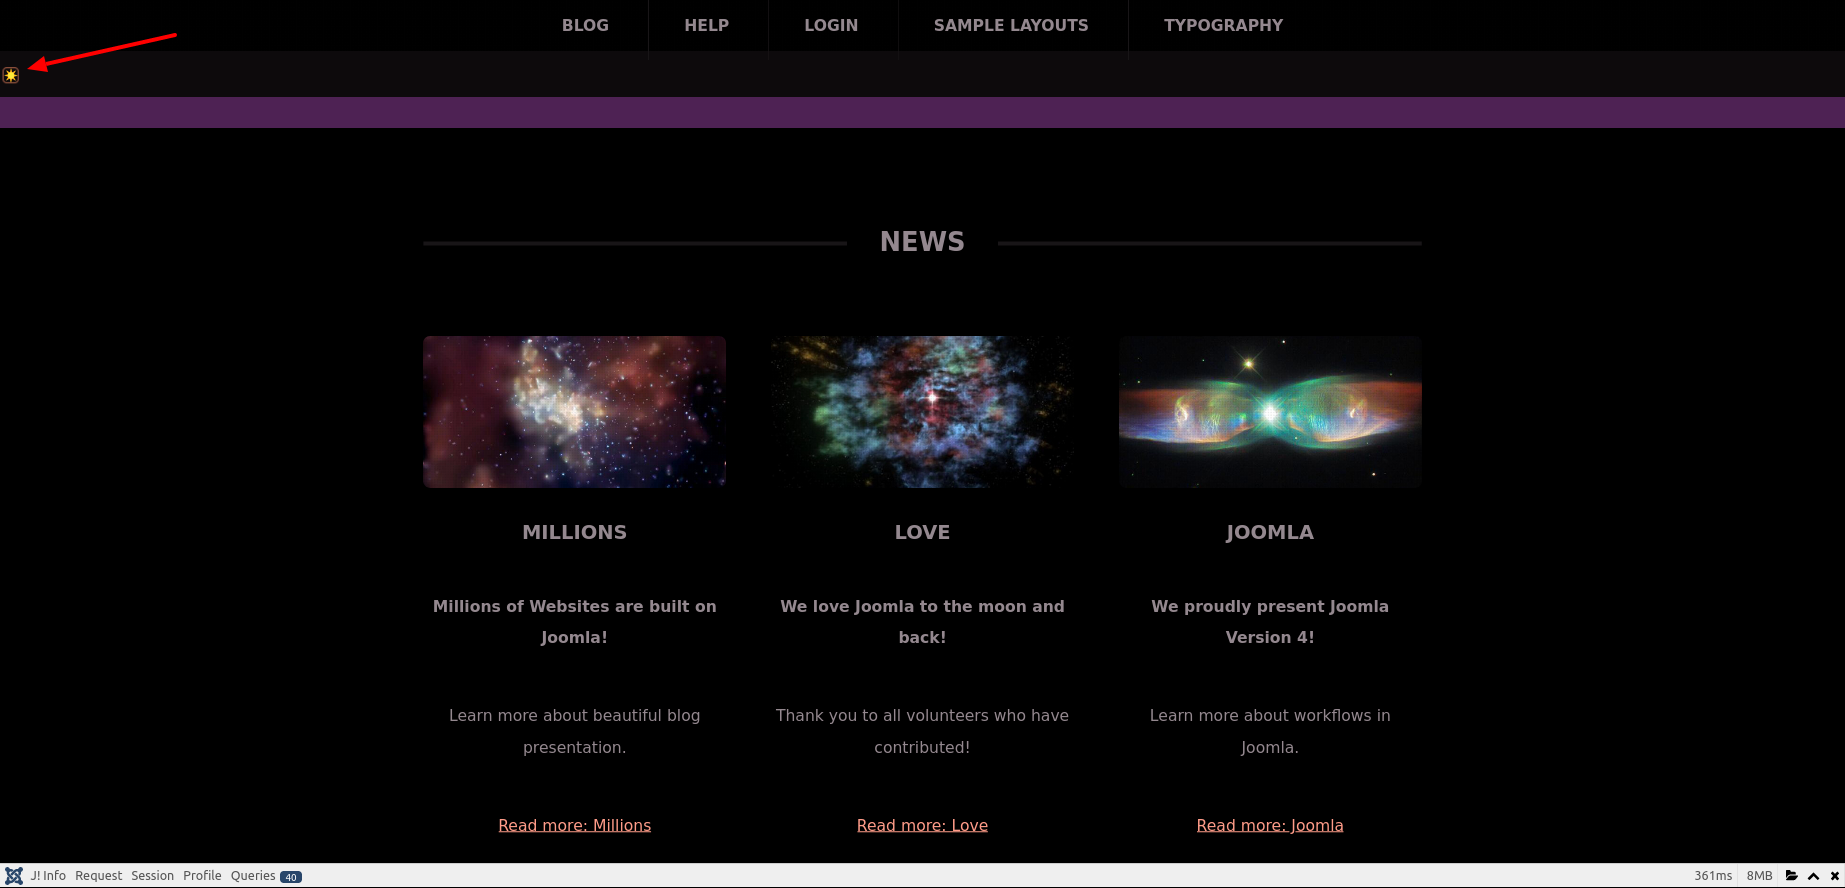 BLOG HELP LOGIN SAMPLE LAYOUTS TYPOGRAPHY
NEWS
MILLIONS
Millions of Websites are built on
Joomla!
Learn more about beautiful blog
presentation.
Read more: Millions
LOVE
We love Joomla to the moon and
back!
Thank you to all volunteers who have
contributed!
Read more: Love
JOOMLA
We proudly present Joomla
Version 4!
Learn more about workflows in
Joomla.
Read more: Joomla
J! Info Request Session Profile Queries 40 361ms 8MB